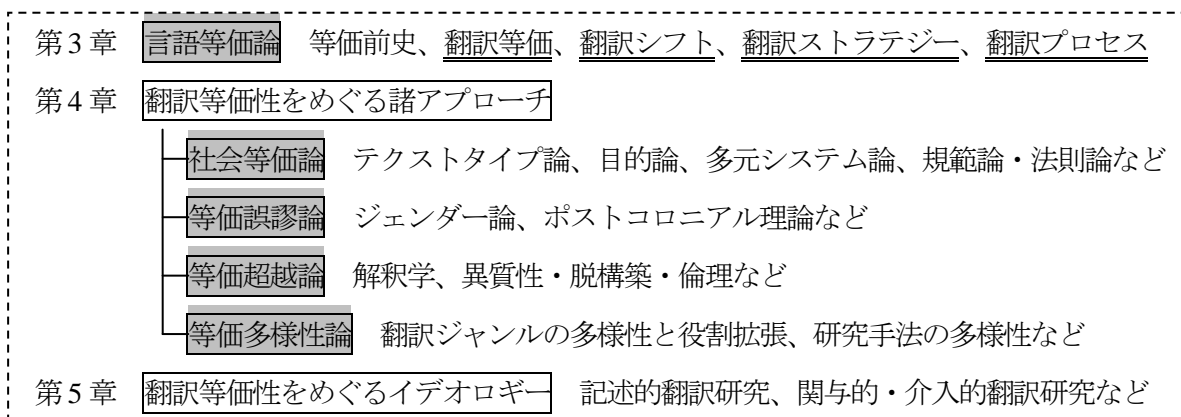 第3章 言語等価論 等価前史、翻訳等価、翻訳シフト、翻訳ストラテジー、翻訳プロセス
第4章 翻訳等価性をめぐる諸アプローチ
社会等価論 テクストタイプ論、目的論、多元システム論、規範論・法則論など
等価誤謬論 ジェンダー論、ポストコロニアル理論など
等価超越論 解釈学、異質性・脱構築・倫理など
等価多様性論 翻訳ジャンルの多様性と役割拡張、研究手法の多様性など
第5章 翻訳等価性をめぐるイデオロギー 記述的翻訳研究、関与的・介入的翻訳研究など